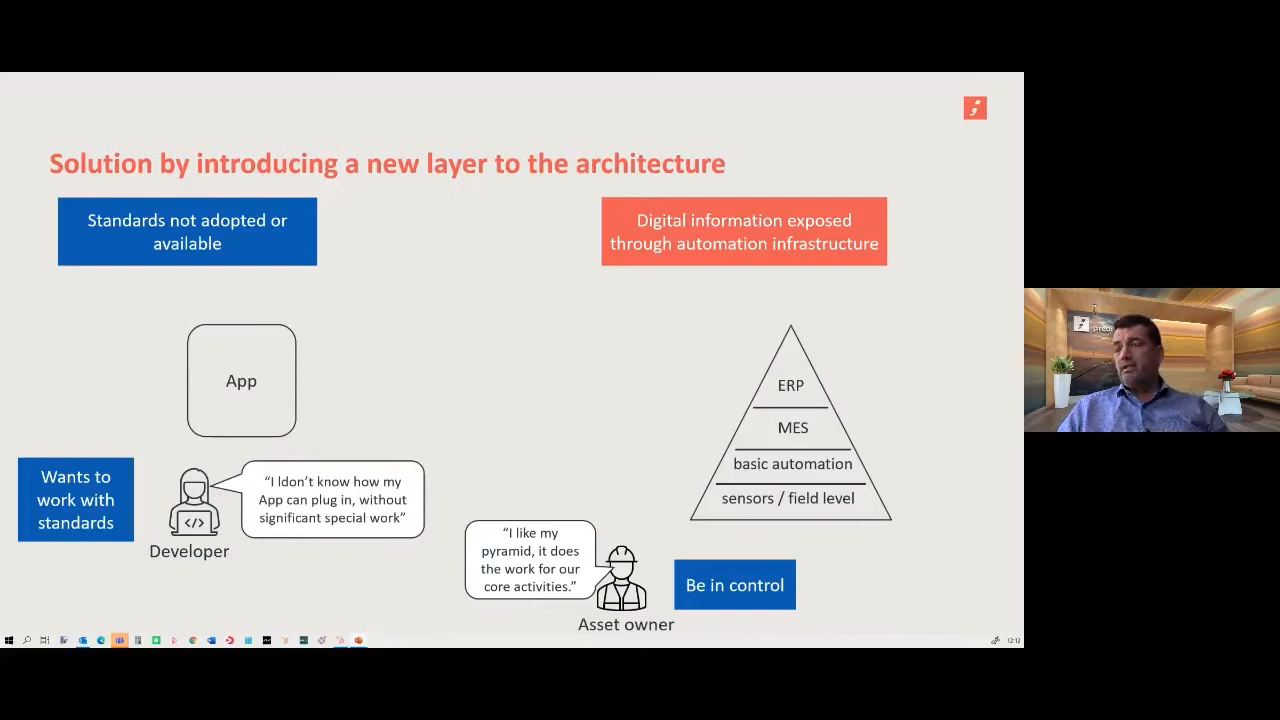 Solution by introducing a new layer to the architecture
Standards not adopted or
available
Digital information exposed
through automation infrastructure
App
ERP
MES
basic automation
sensors / field level
Wants to
work with
standards
</>
Developer
“I ldon’t know how my
App can plug in, without
significant special work”
“I like my
pyramid, it does
the work for our
core activities.”
Asset owner
Be in control
12:12